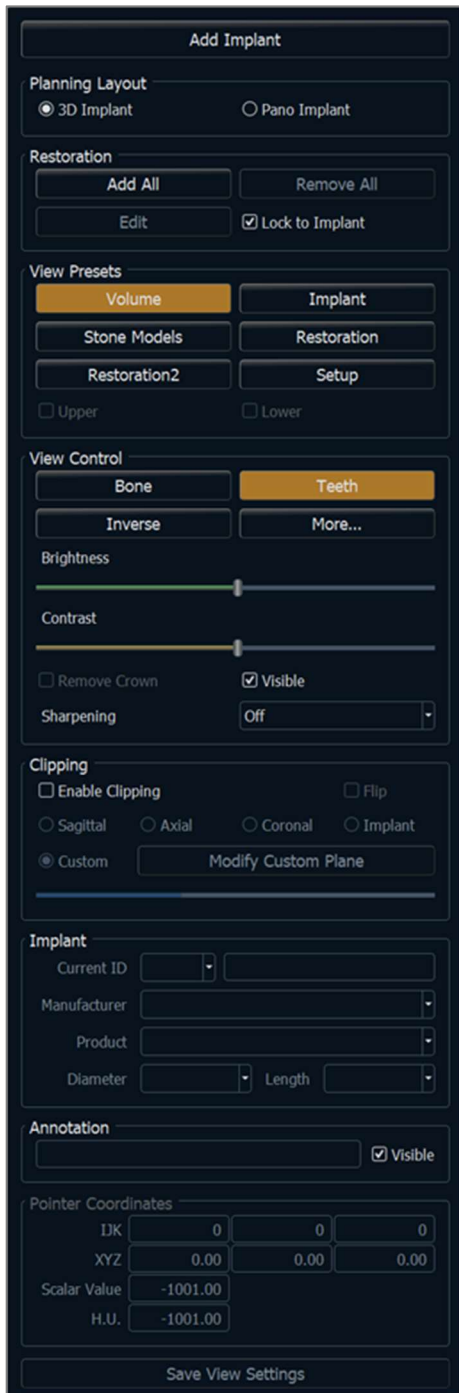 Add Implant
Planning Layout
3D Implant Pano Implant
Restoration
Add All Remove All
Edit Lock to Implant
View Presets
Volume Implant
Stone Models Restoration
Restoration2 Setup
Upper Lower
View Control
Bone Teeth
Inverse More...
Brightness
Contrast
Remove Crown Visible
Sharpening Off
Clipping
Enable Clipping Flip
Sagittal Axial Coronal Implant
Custom Modify Custom Plane
Implant
Current ID
Manufacturer
Product
Diameter Length
Annotation
Visible
Pointer Coordinates
IJK 0 0 0
XYZ 0.00 0.00 0.00
Scalar Value -1001.00
H.U. -1001.00
Save View Settings